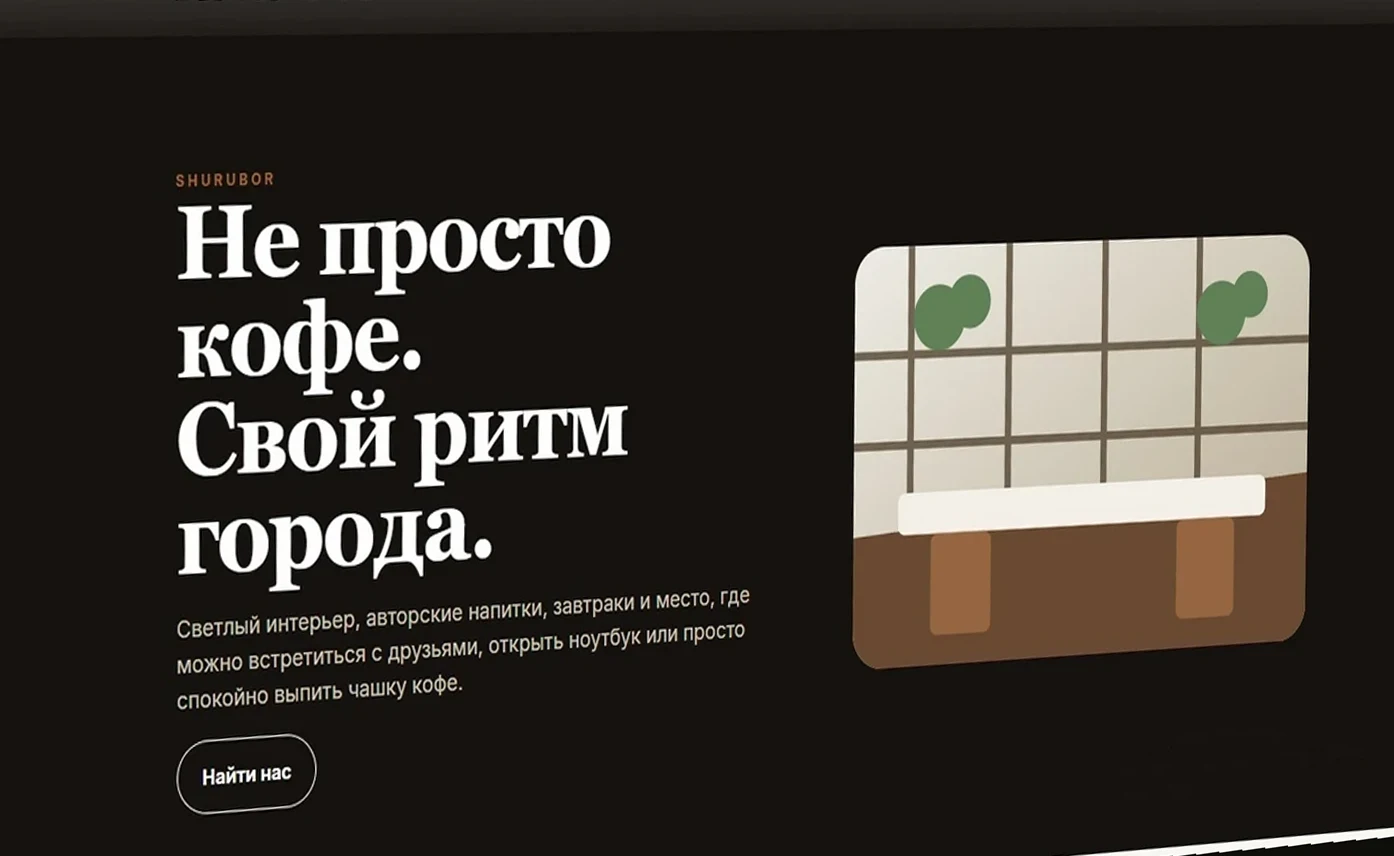 SHURUBOR
Не просто
кофе.
Свой ритм
города.
Светлый интерьер, авторские напитки, завтраки и место, где
можно встретиться с друзьями, открыть ноутбук или просто
спокойно выпить чашку кофе.
Найти нас